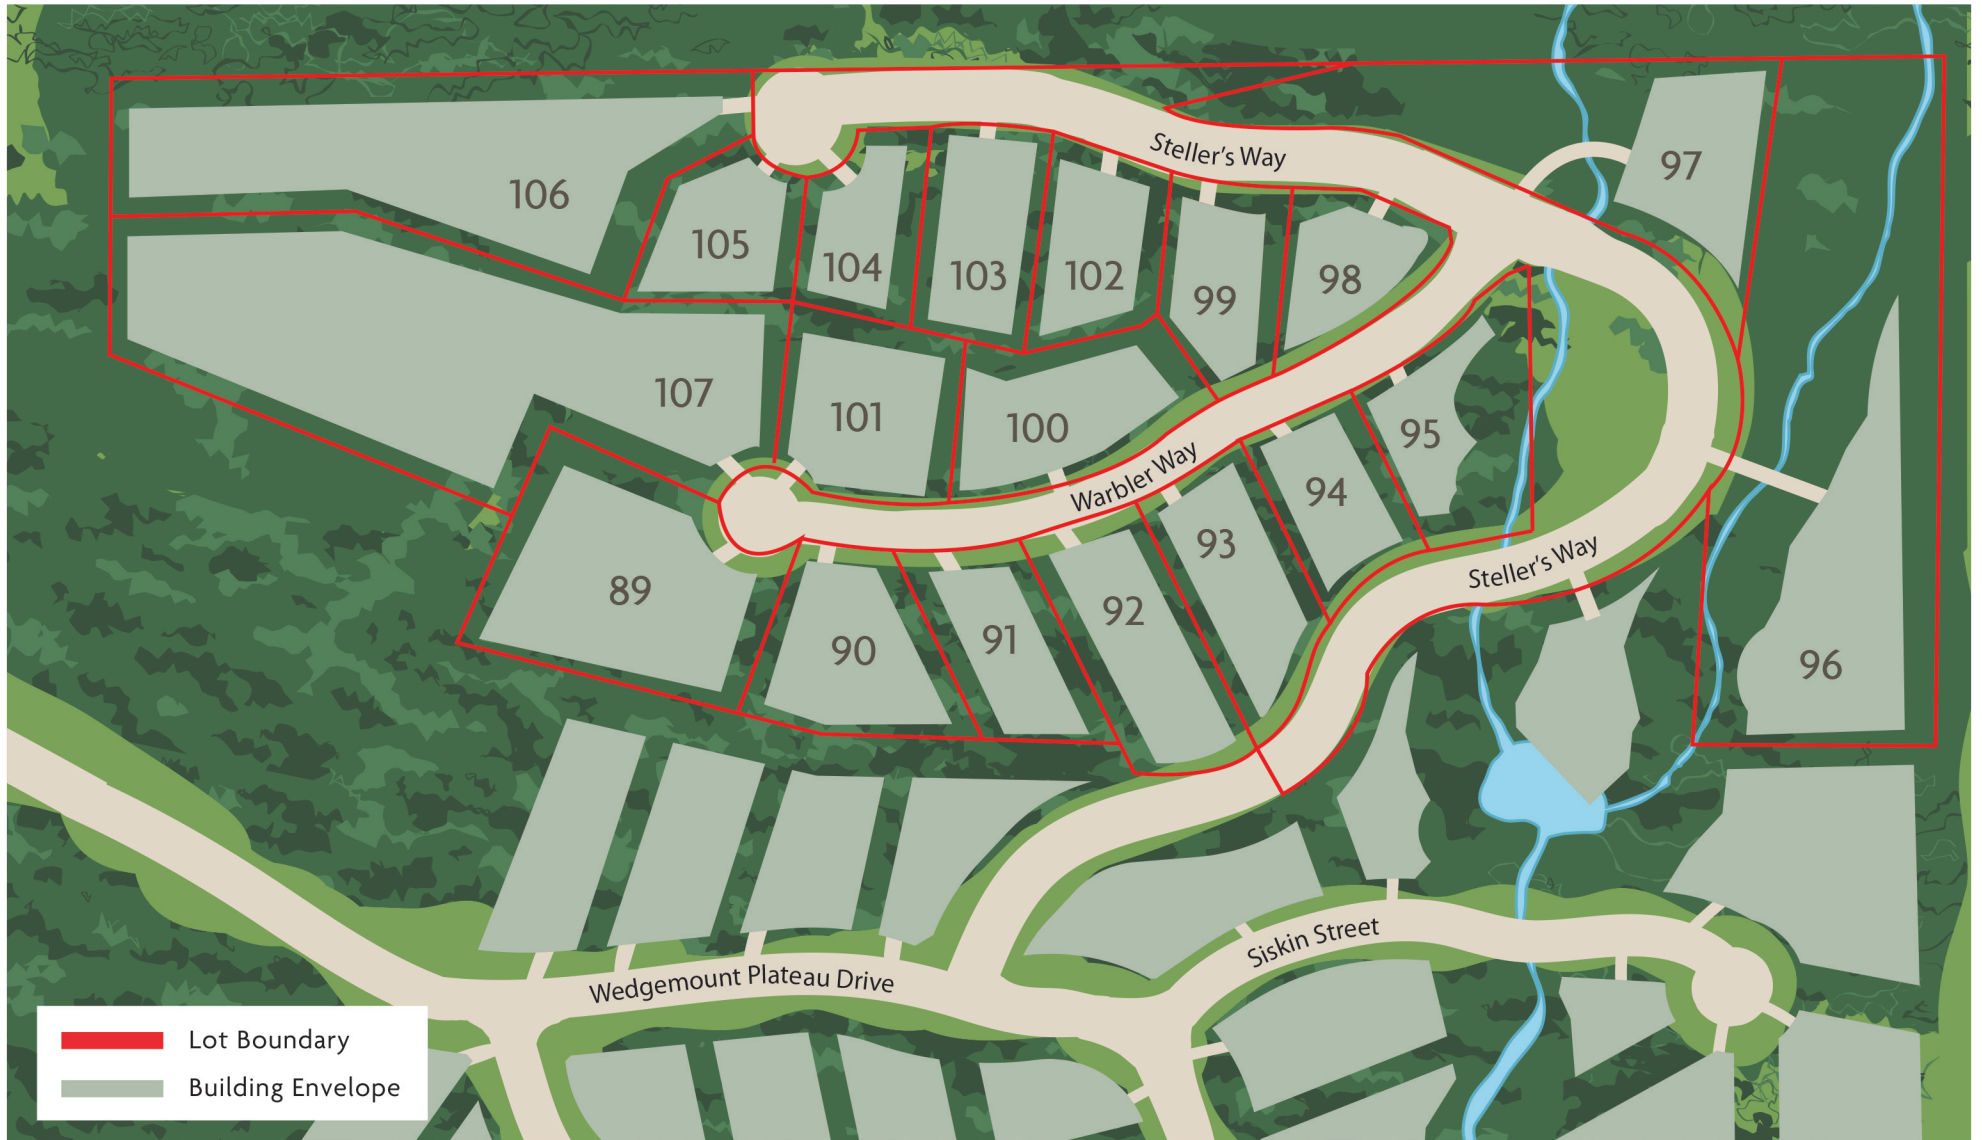 Steller's Way
97
106
105
104
103
102
99
98
107
101
100
95
Warbler Way
94
93
Steller's Way
89
92
91
90
96
Siskin Street
Wedgemount Plateau Drive
Lot Boundary
Building Envelope